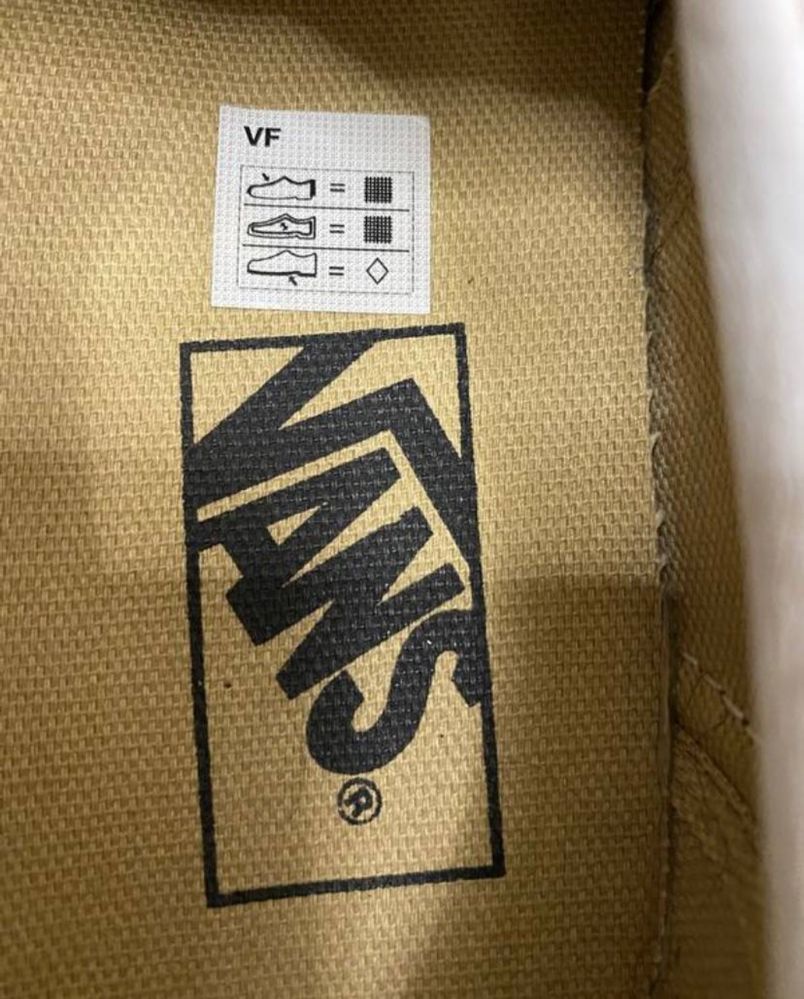 VF
=
=
=
VANS
®